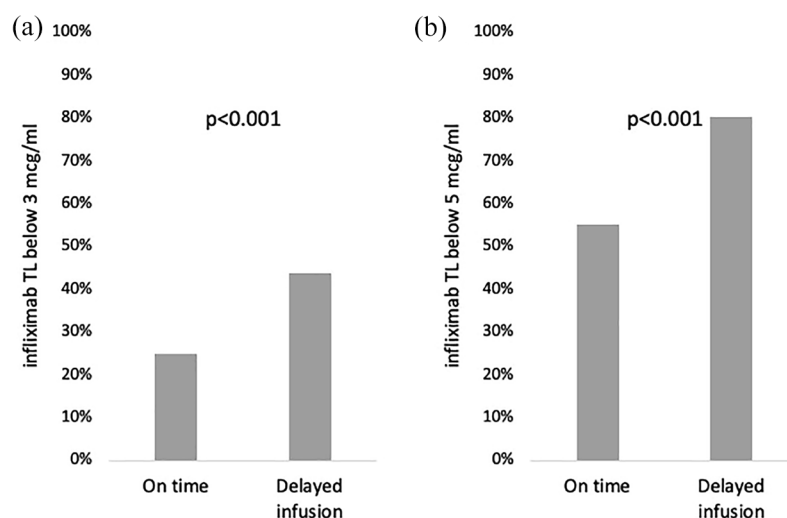 (a)
infliximab TL below 3 mcg/ml
100%
90%
80%
70%
60%
50%
40%
30%
20%
10%
0%
p<0.001
On time
Delayed
infusion
(b)
infliximab TL below 5 mcg/ml
100%
90%
80%
70%
60%
50%
40%
30%
20%
10%
0%
p<0.001
On time
Delayed
infusion